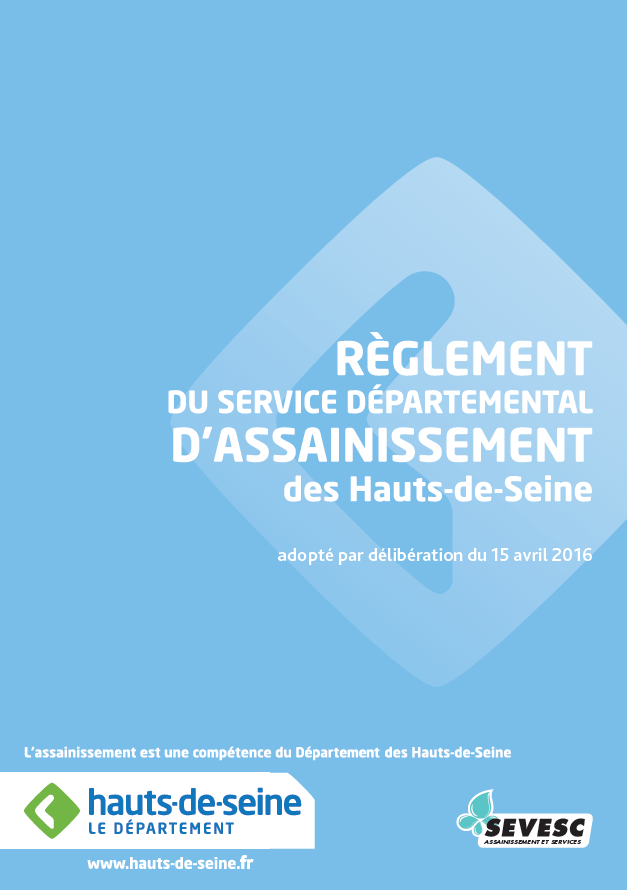 RÈGLEMENT
DU SERVICE DÉPARTEMENTAL
D'ASSAINISSEMENT
des Hauts-de-Seine
adopté par délibération du 15 avril 2016
L'assainissement est une compétence du Département des Hauts-de-Seine
hauts-de-seine
LE DÉPARTEMENT
www.hauts-de-seine.fr
SEVESC
ASSAINISSEMENT ET SERVICES